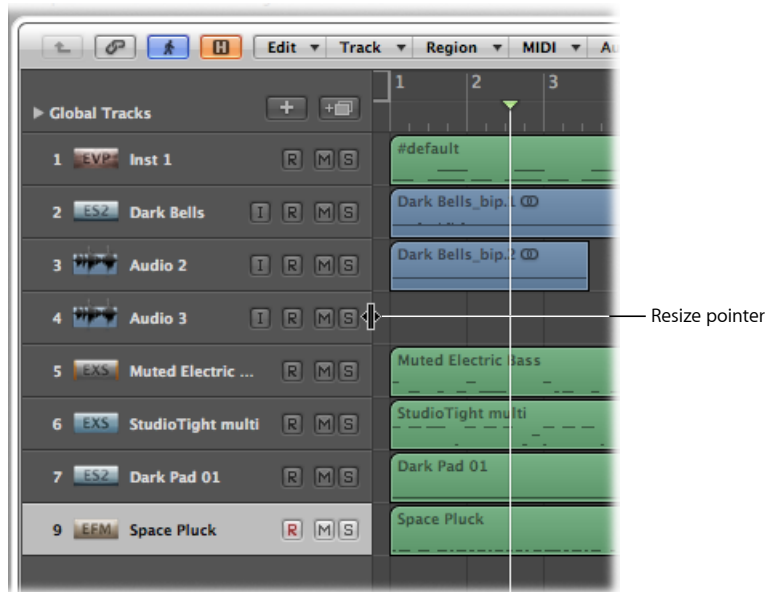 H Edit Track Region MIDI Au
1 2 3
Global Tracks
1 EVP Inst 1 R M S #default
2 ES2 Dark Bells I R M S Dark Bells_bip.1
3 Audio 2 I R M S Dark Bells_bip.2
4 Audio 3 I R M S Resize pointer
5 EXS Muted Electric ... R M S Muted Electric Bass
6 EXS StudioTight multi R M S StudioTight multi
7 ES2 Dark Pad 01 R M S Dark Pad 01
9 EFM Space Pluck R M S Space Pluck